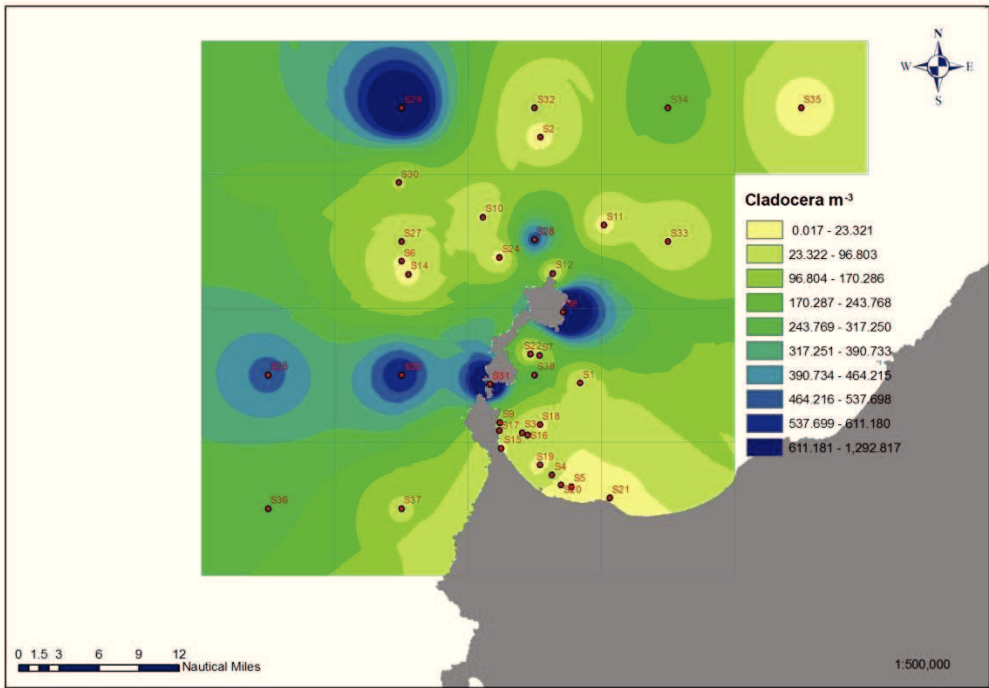 N
W E
S
S29
S32
S34
S35
S2
S30
S10
S11
S27
S28
S33
S6
S24
S14
S12
S22
S7
S38
S31
S1
S9
S18
S17
S3
S16
S15
S19
S4
S5
S20
S21
S36
S37
Cladocera m-3
0.017 - 23.321
23.322 - 96.803
96.804 - 170.286
170.287 - 243.768
243.769 - 317.250
317.251 - 390.733
390.734 - 464.215
464.216 - 537.698
537.699 - 611.180
611.181 - 1,292.817
0 1.5 3 6 9 12
Nautical Miles
1:500,000